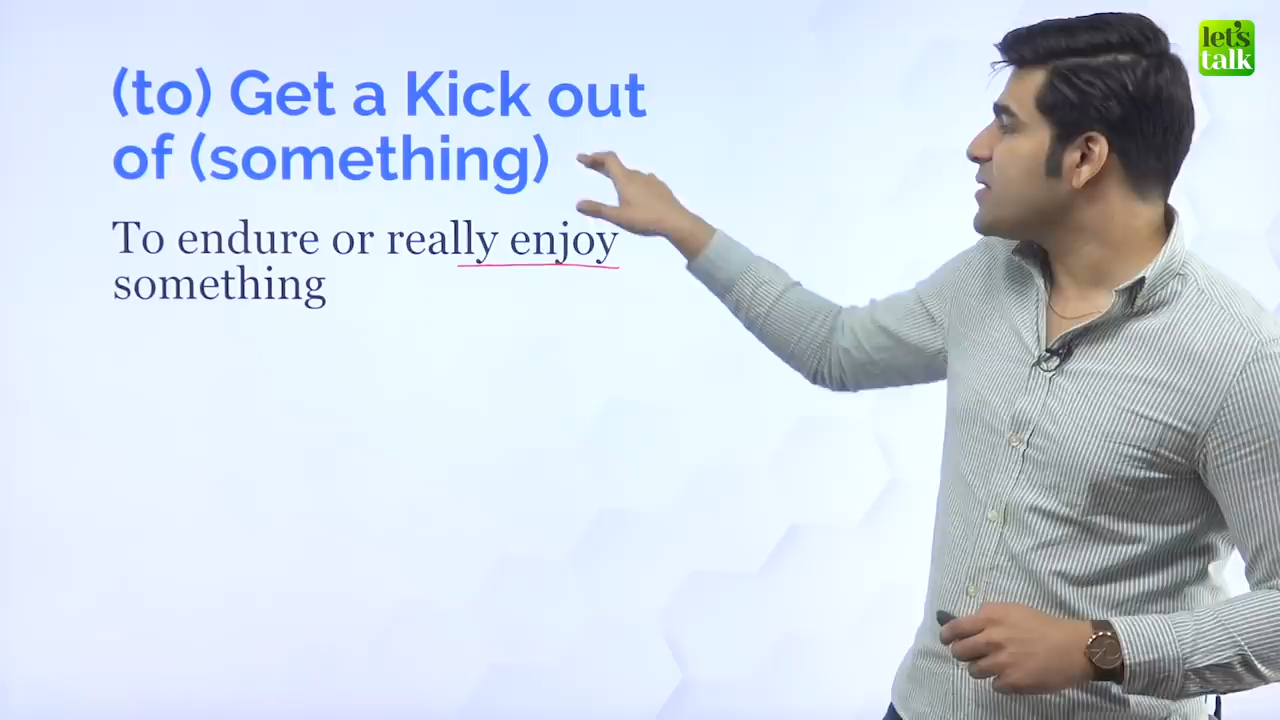 (to) Get a Kick out
of (something)
To endure or really enjoy
something
let's
talk